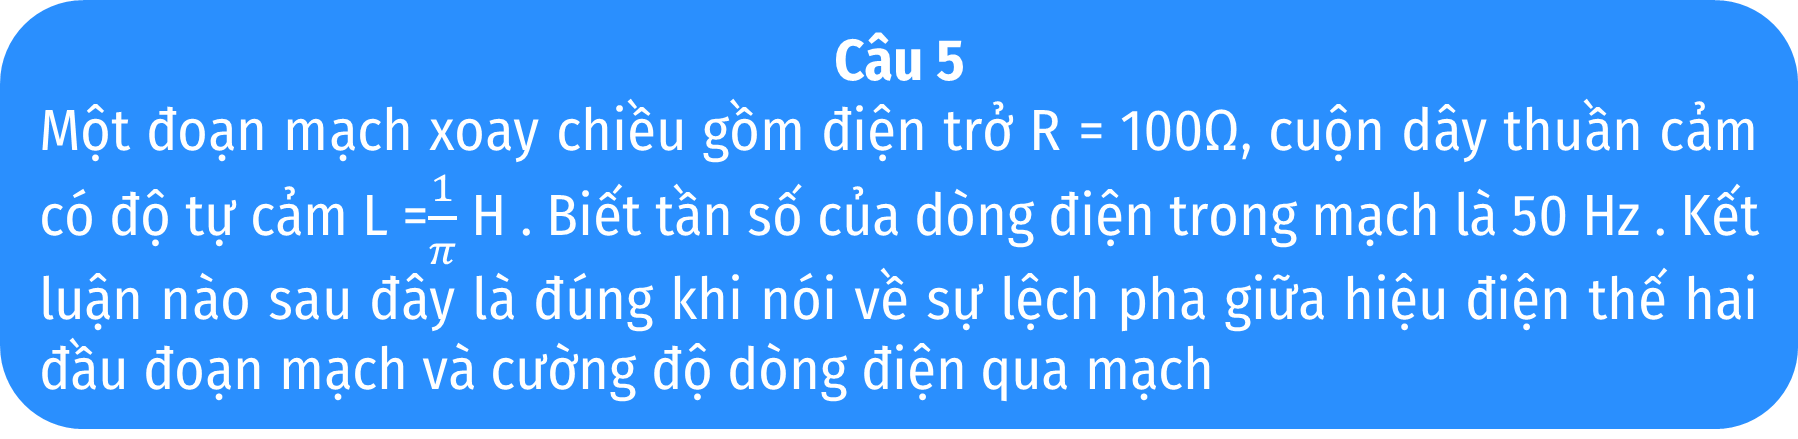 Câu 5
Một đoạn mạch xoay chiều gồm điện trở R = 100Ω, cuộn dây thuần cảm
có độ tự cảm L =\frac{1}{π} H . Biết tần số của dòng điện trong mạch là 50 Hz . Kết
luận nào sau đây là đúng khi nói về sự lệch pha giữa hiệu điện thế hai
đầu đoạn mạch và cường độ dòng điện qua mạch